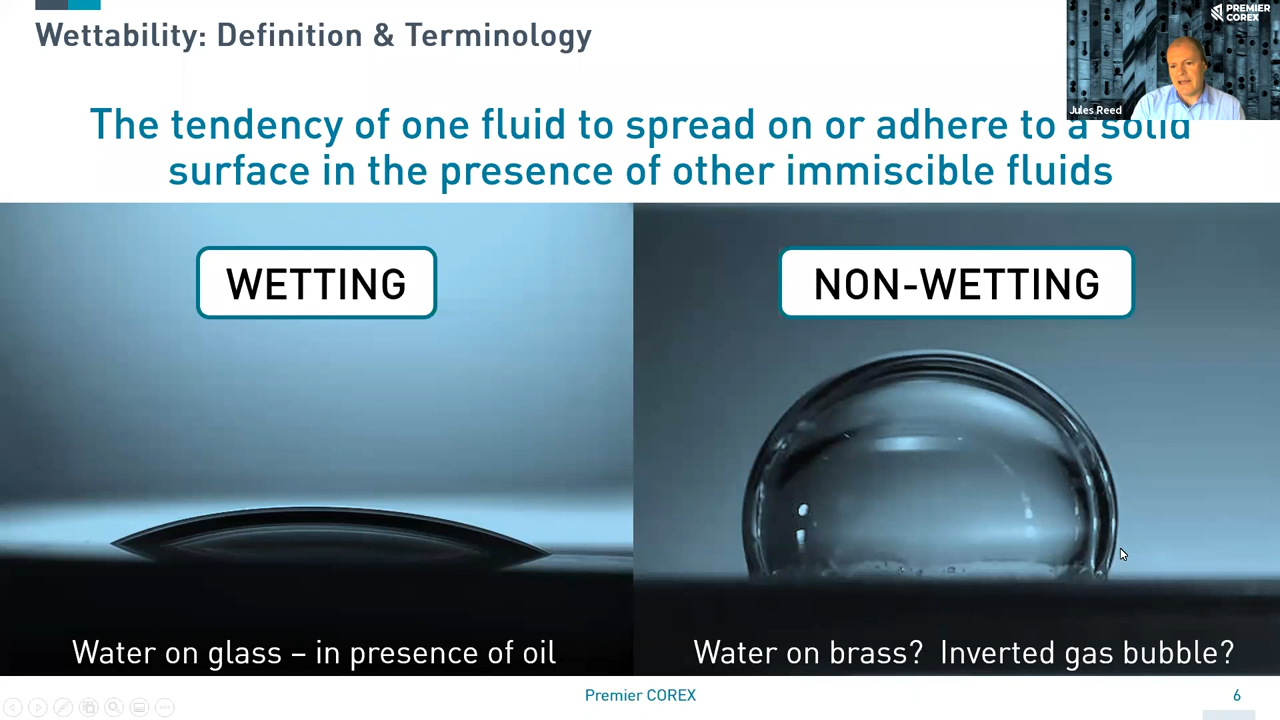 Wettability: Definition & Terminology
PREMIER
COREX
Jules Reed
The tendency of one fluid to spread on or adhere to a solid
surface in the presence of other immiscible fluids
WETTING
NON-WETTING
Water on glass – in presence of oil
Water on brass?  Inverted gas bubble?
Premier COREX
6